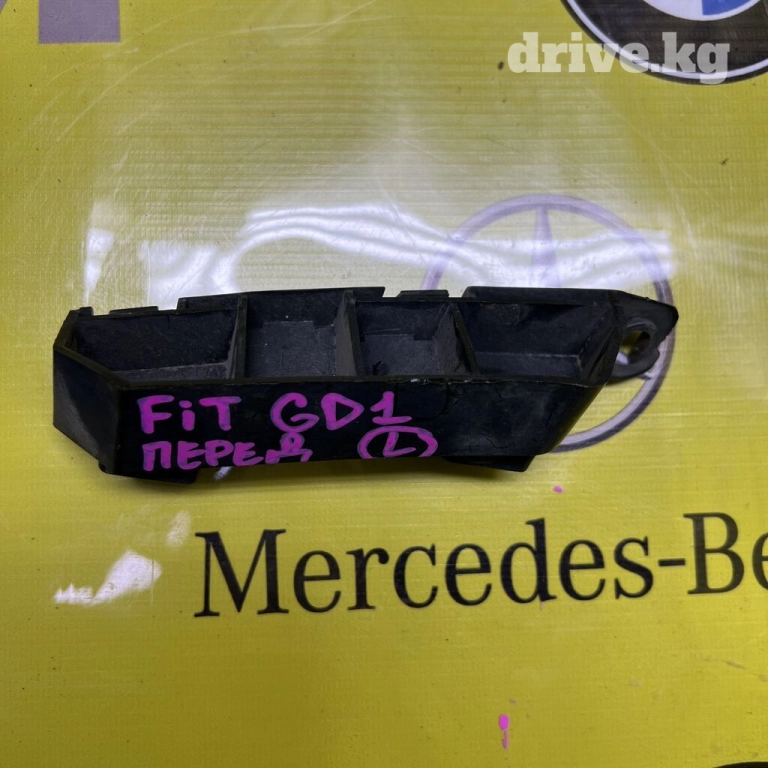 drive.kg
FiT GD1
ПЕРЕД L
Mercedes-Be